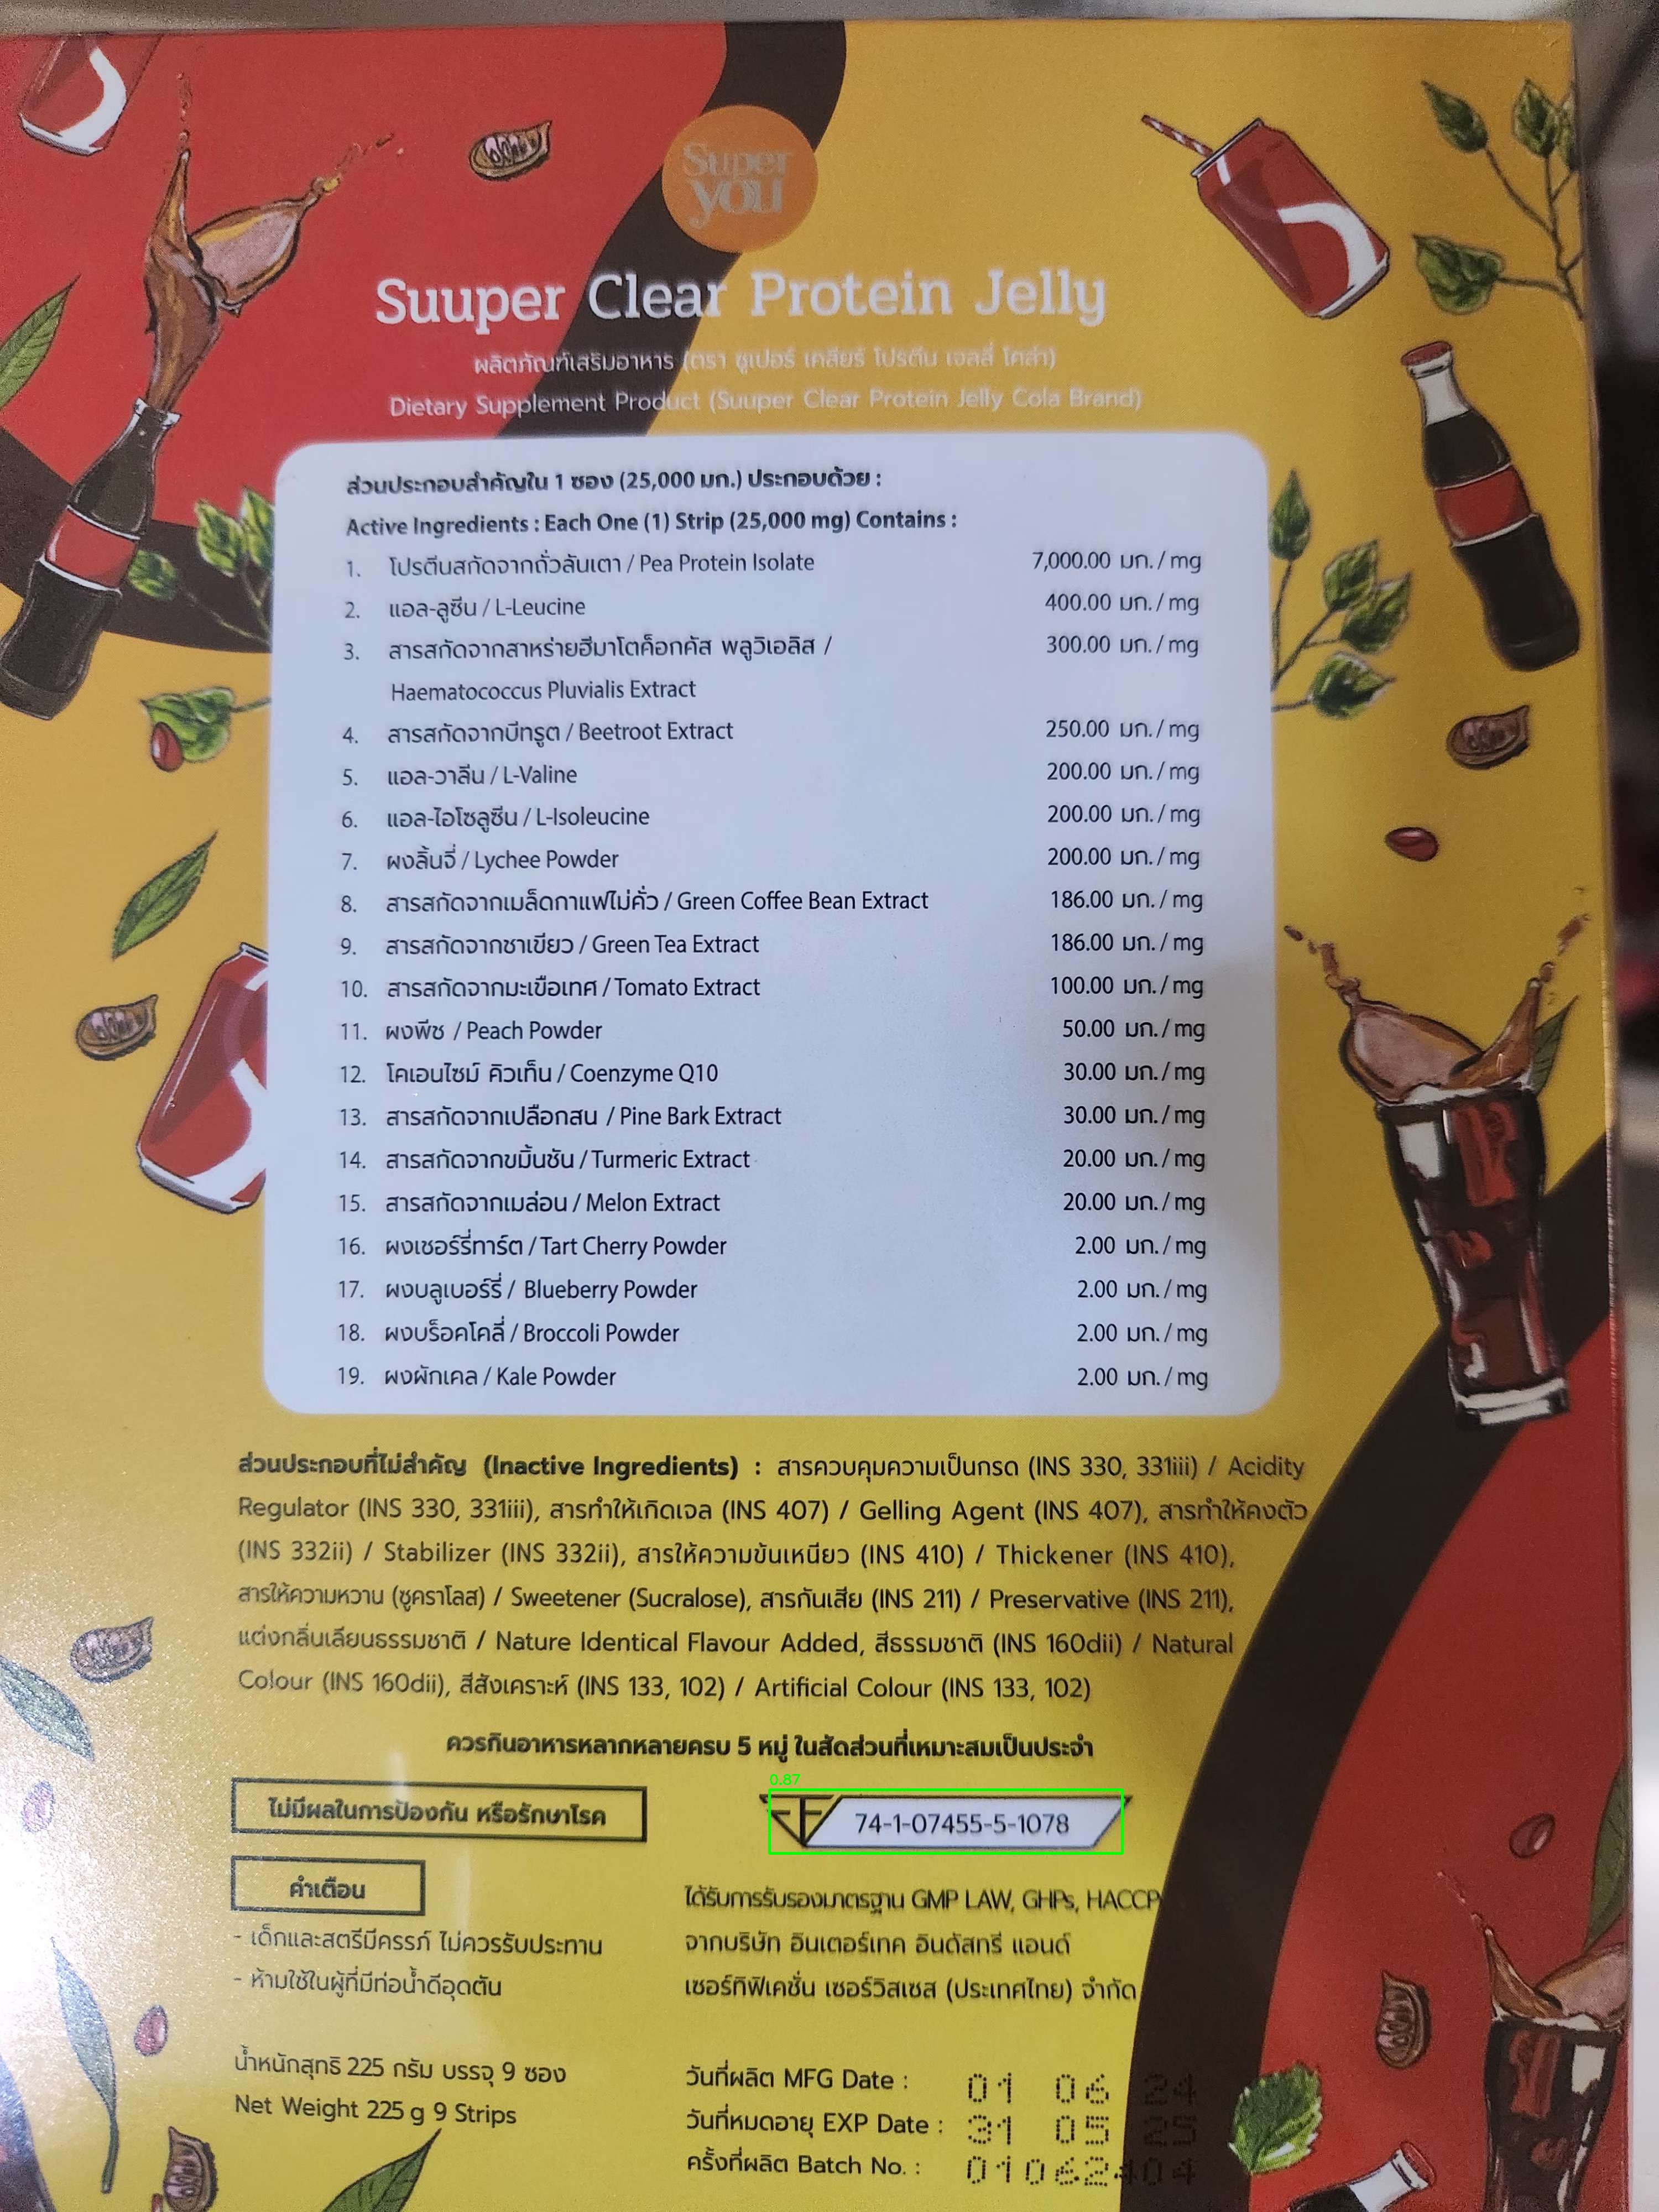 Super
you
Suuper Clear Protein Jelly
ผลิตภัณฑ์เสริมอาหาร (ตรา ซูเปอร์ เคลียร์ โปรตีน เจลลี่ โคล่า)
Dietary Supplement Product (Suuper Clear Protein Jelly Cola Brand)
ส่วนประกอบสำคัญใน 1 ซอง (25,000 มก.) ประกอบด้วย :
Active Ingredients : Each One (1) Strip (25,000 mg) Contains :
1. โปรตีนสกัดจากถั่วลันเตา / Pea Protein Isolate 7,000.00 มก. / mg
2. แอล-ลูซีน / L-Leucine 400.00 มก. / mg
3. สารสกัดจากสาหร่ายฮีมาโตค็อกคัส พลูวิเอลิส / 300.00 มก. / mg
Haematococcus Pluvialis Extract
4. สารสกัดจากบีทรูต / Beetroot Extract 250.00 มก. / mg
5. แอล-วาลีน / L-Valine 200.00 มก. / mg
6. แอล-ไอโซลูซีน / L-Isoleucine 200.00 มก. / mg
7. ผงลิ้นจี่ / Lychee Powder 200.00 มก. / mg
8. สารสกัดจากเมล็ดกาแฟไม่คั่ว / Green Coffee Bean Extract 186.00 มก. / mg
9. สารสกัดจากชาเขียว / Green Tea Extract 186.00 มก. / mg
10. สารสกัดจากมะเขือเทศ / Tomato Extract 100.00 มก. / mg
11. ผงพีช / Peach Powder 50.00 มก. / mg
12. โคเอนไซม์ คิวเท็น / Coenzyme Q10 30.00 มก. / mg
13. สารสกัดจากเปลือกสน / Pine Bark Extract 30.00 มก. / mg
14. สารสกัดจากขมิ้นชัน / Turmeric Extract 20.00 มก. / mg
15. สารสกัดจากเมล่อน / Melon Extract 20.00 มก. / mg
16. ผงเชอร์รี่ทาร์ต / Tart Cherry Powder 2.00 มก. / mg
17. ผงบลูเบอร์รี่ / Blueberry Powder 2.00 มก. / mg
18. ผงบร็อคโคลี่ / Broccoli Powder 2.00 มก. / mg
19. ผงผักเคล / Kale Powder 2.00 มก. / mg
ส่วนประกอบที่ไม่สำคัญ (Inactive Ingredients) : สารควบคุมความเป็นกรด (INS 330, 331iii) / Acidity
Regulator (INS 330, 331iii), สารทำให้เกิดเจล (INS 407) / Gelling Agent (INS 407), สารทำให้คงตัว
(INS 332ii) / Stabilizer (INS 332ii), สารให้ความข้นเหนียว (INS 410) / Thickener (INS 410),
สารให้ความหวาน (ซูคราโลส) / Sweetener (Sucralose), สารกันเสีย (INS 211) / Preservative (INS 211),
แต่งกลิ่นเลียนธรรมชาติ / Nature Identical Flavour Added, สีธรรมชาติ (INS 160dii) / Natural
Colour (INS 160dii), สีสังเคราะห์ (INS 133, 102) / Artificial Colour (INS 133, 102)
ควรกินอาหารหลากหลายครบ 5 หมู่ ในสัดส่วนที่เหมาะสมเป็นประจำ
0.87
ไม่มีผลในการป้องกัน หรือรักษาโรค
74-1-07455-5-1078
คำเตือน
- เด็กและสตรีมีครรภ์ ไม่ควรรับประทาน
- ห้ามใช้ในผู้ที่มีท่อน้ำดีอุดตัน
ได้รับการรับรองมาตรฐาน GMP LAW, GHPs, HACCP
จากบริษัท อินเตอร์เทค อินดัสทรี แอนด์
เซอร์ทิฟิเคชั่น เซอร์วิสเซส (ประเทศไทย) จำกัด
น้ำหนักสุทธิ 225 กรัม บรรจุ 9 ซอง
Net Weight 225 g 9 Strips
วันที่ผลิต MFG Date : 01 06 24
วันที่หมดอายุ EXP Date : 31 05 25
ครั้งที่ผลิต Batch No. : 01062404